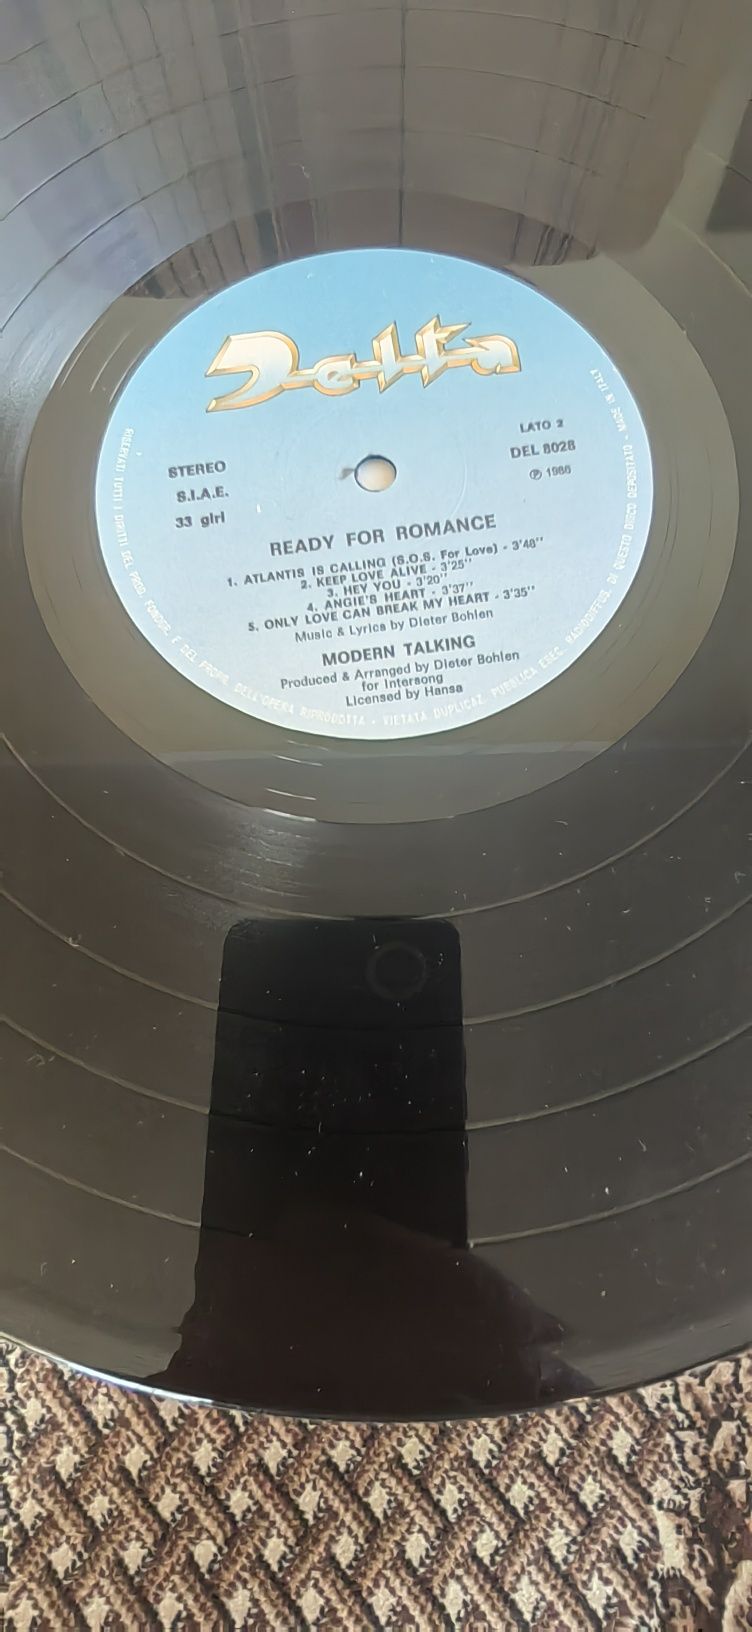 Delta
LATO 2
STEREO
DEL 8028
S.I.A.E.
℗ 1986
33 giri
READY FOR ROMANCE
1. ATLANTIS IS CALLING (S.O.S. For Love) - 3'48''
2. KEEP LOVE ALIVE - 3'25''
3. HEY YOU - 3'20''
4. ANGIE'S HEART - 3'37''
5. ONLY LOVE CAN BREAK MY HEART - 3'35''
Music & Lyrics by Dieter Bohlen
MODERN TALKING
Produced & Arranged by Dieter Bohlen
for Intersong
Licensed by Hansa
RISERVATI TUTTI I DIRITTI DEL PROD. FONOGR. E DEL PROPR. DELL'OPERA RIPRODOTTA - VIETATA DUPLICAZ. PUBBLICA ESEC. RADIODIFFUS. DI QUESTO DISCO DEPOSITATO - MADE IN ITALY